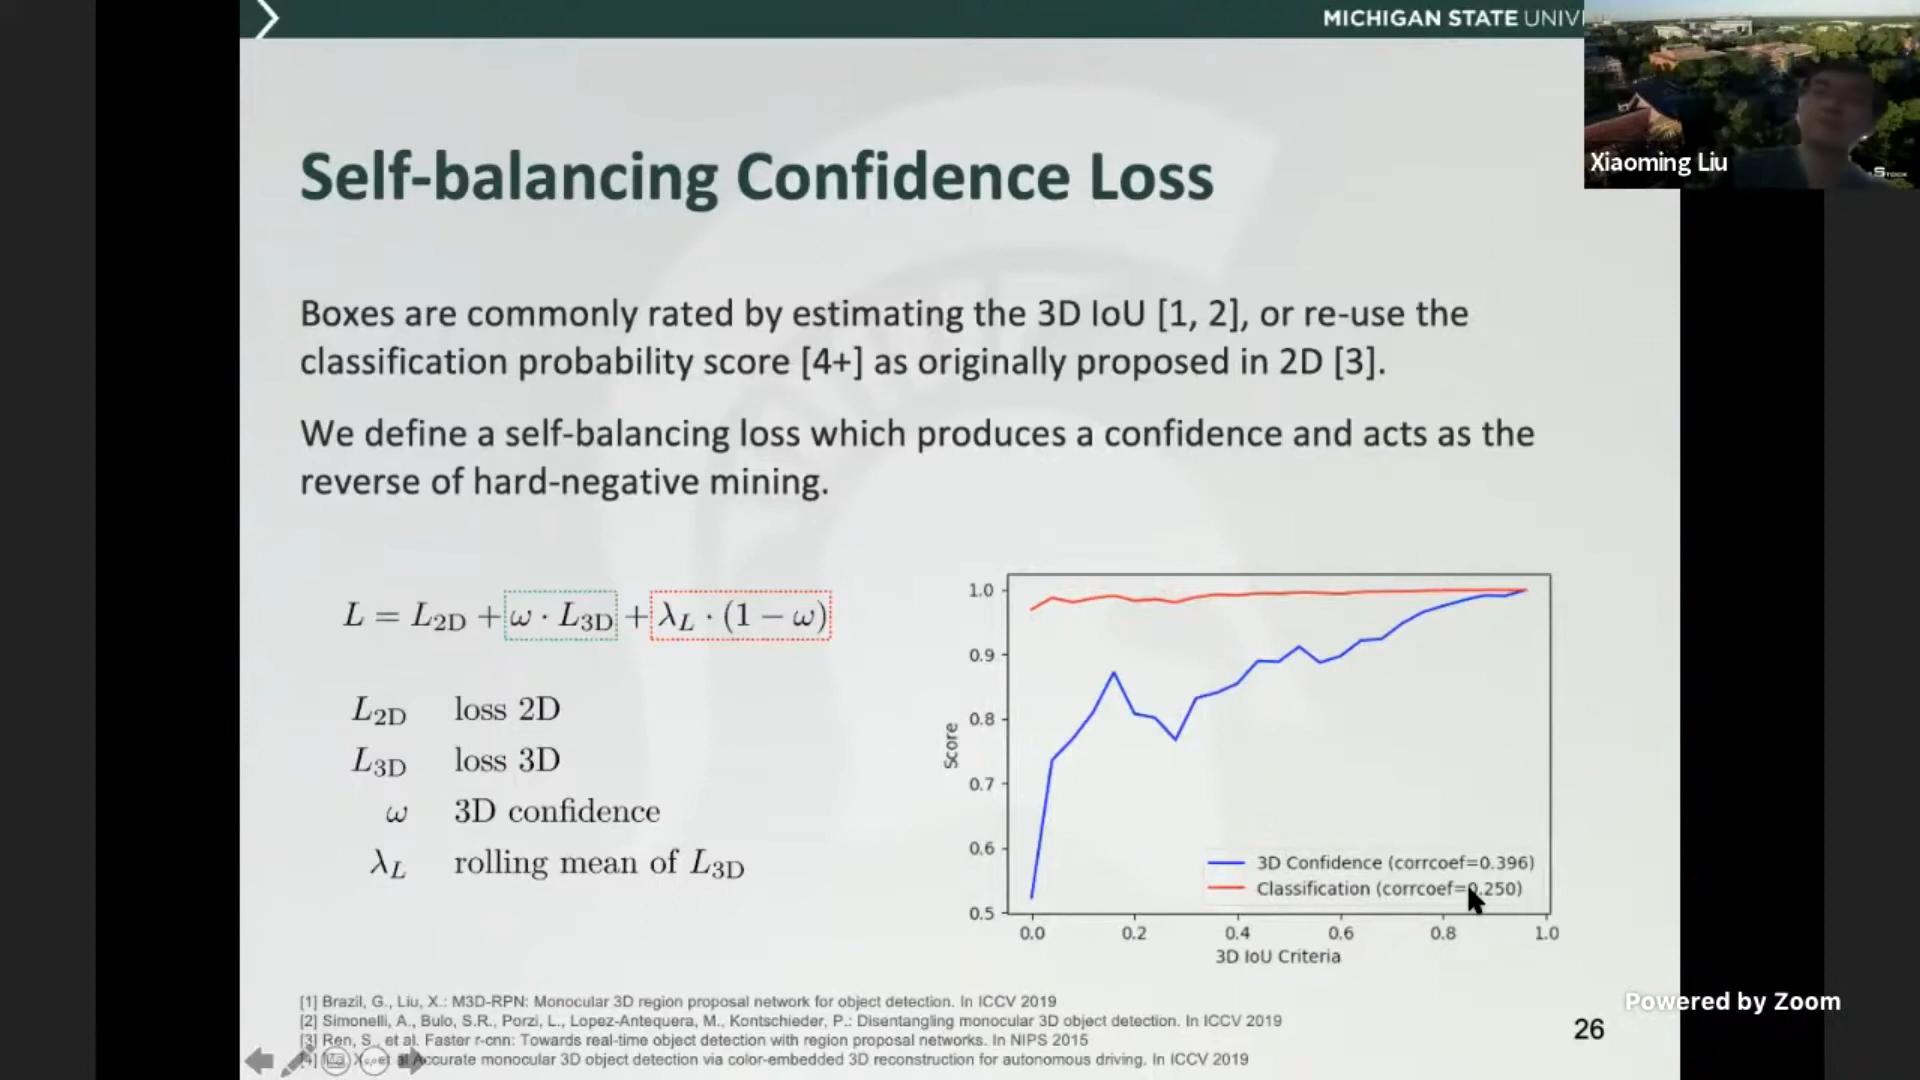 MICHIGAN STATE UNIV
Xiaoming Liu
Self-balancing Confidence Loss
Boxes are commonly rated by estimating the 3D IoU [1, 2], or re-use the
classification probability score [4+] as originally proposed in 2D [3].
We define a self-balancing loss which produces a confidence and acts as the
reverse of hard-negative mining.
L = L2D + ω · L3D + λL · (1 − ω)
L2D loss 2D
L3D loss 3D
ω 3D confidence
λL rolling mean of L3D
1.0
0.9
0.8
0.7
0.6
0.5
Score
3D Confidence (corrcoef=0.396)
Classification (corrcoef=0.250)
0.0 0.2 0.4 0.6 0.8 1.0
3D IoU Criteria
[1] Brazil, G., Liu, X.: M3D-RPN: Monocular 3D region proposal network for object detection. In ICCV 2019
[2] Simonelli, A., Bulo, S.R., Porzi, L., Lopez-Antequera, M., Kontschieder, P.: Disentangling monocular 3D object detection. In ICCV 2019
[3] Ren, S., et al. Faster r-cnn: Towards real-time object detection with region proposal networks. In NIPS 2015
et al Accurate monocular 3D object detection via color-embedded 3D reconstruction for autonomous driving. In ICCV 2019
Powered by Zoom
26